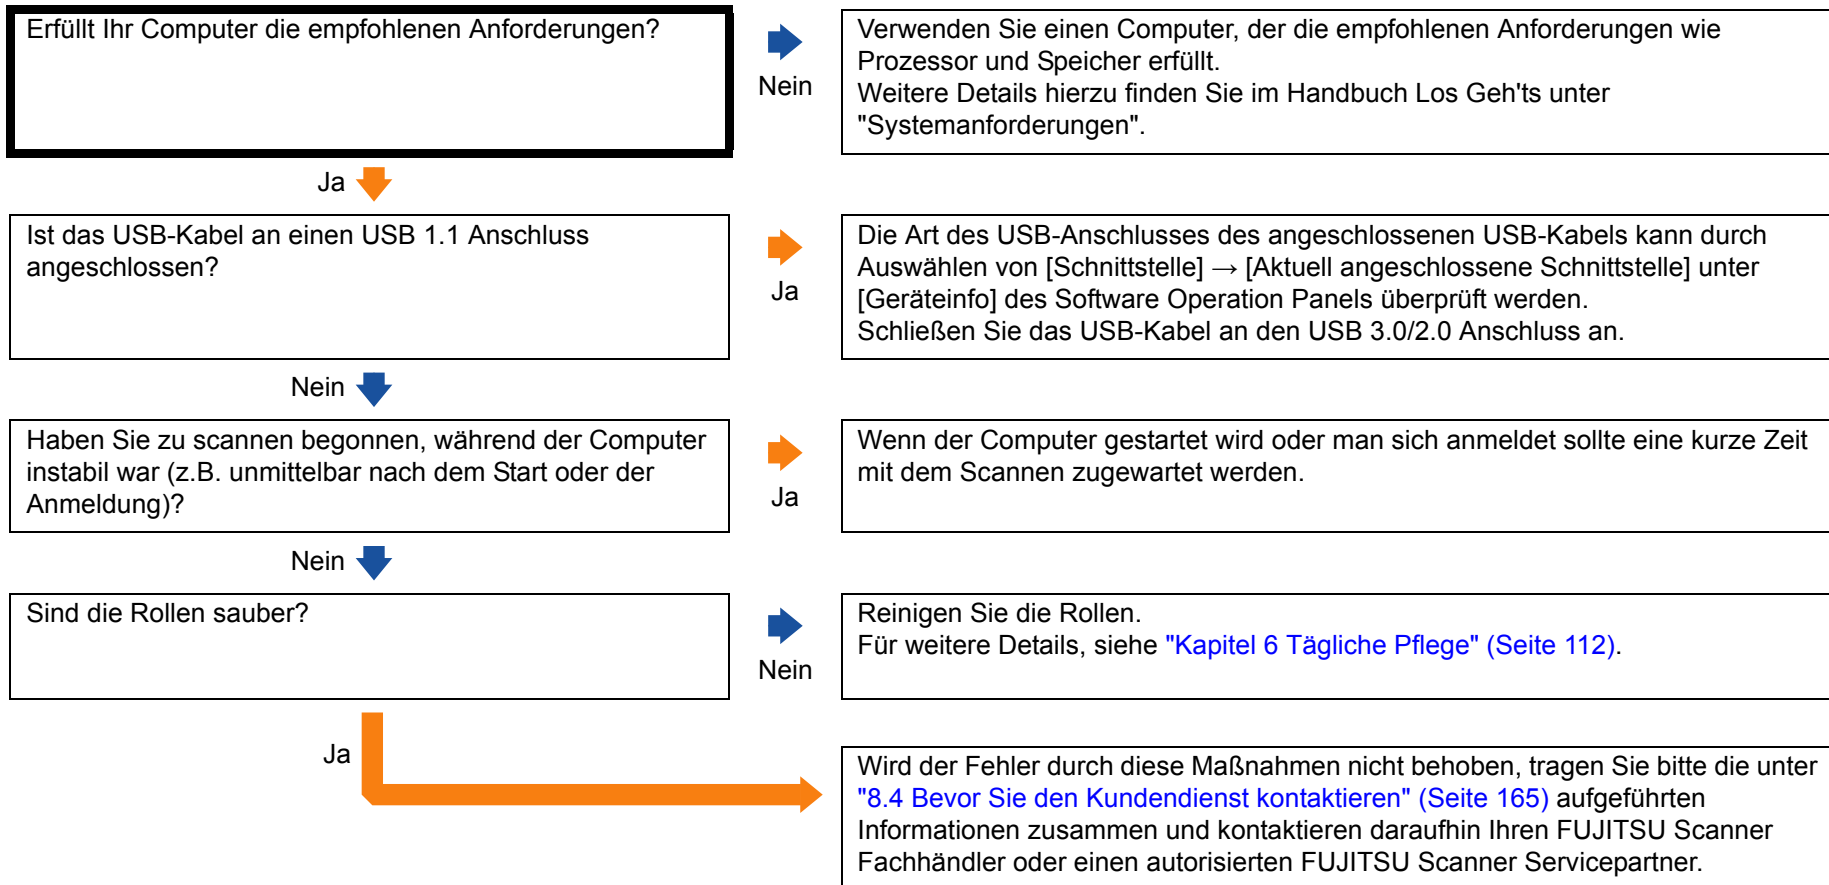 Erfüllt Ihr Computer die empfohlenen Anforderungen?
Nein
Verwenden Sie einen Computer, der die empfohlenen Anforderungen wie
Prozessor und Speicher erfüllt.
Weitere Details hierzu finden Sie im Handbuch Los Geh'ts unter
"Systemanforderungen".
Ja
Ist das USB-Kabel an einen USB 1.1 Anschluss
angeschlossen?
Ja
Die Art des USB-Anschlusses des angeschlossenen USB-Kabels kann durch
Auswählen von [Schnittstelle] → [Aktuell angeschlossene Schnittstelle] unter
[Geräteinfo] des Software Operation Panels überprüft werden.
Schließen Sie das USB-Kabel an den USB 3.0/2.0 Anschluss an.
Nein
Haben Sie zu scannen begonnen, während der Computer
instabil war (z.B. unmittelbar nach dem Start oder der
Anmeldung)?
Ja
Wenn der Computer gestartet wird oder man sich anmeldet sollte eine kurze Zeit
mit dem Scannen zugewartet werden.
Nein
Sind die Rollen sauber?
Nein
Reinigen Sie die Rollen.
Für weitere Details, siehe "Kapitel 6 Tägliche Pflege" (Seite 112).
Ja
Wird der Fehler durch diese Maßnahmen nicht behoben, tragen Sie bitte die unter
"8.4 Bevor Sie den Kundendienst kontaktieren" (Seite 165) aufgeführten
Informationen zusammen und kontaktieren daraufhin Ihren FUJITSU Scanner
Fachhändler oder einen autorisierten FUJITSU Scanner Servicepartner.